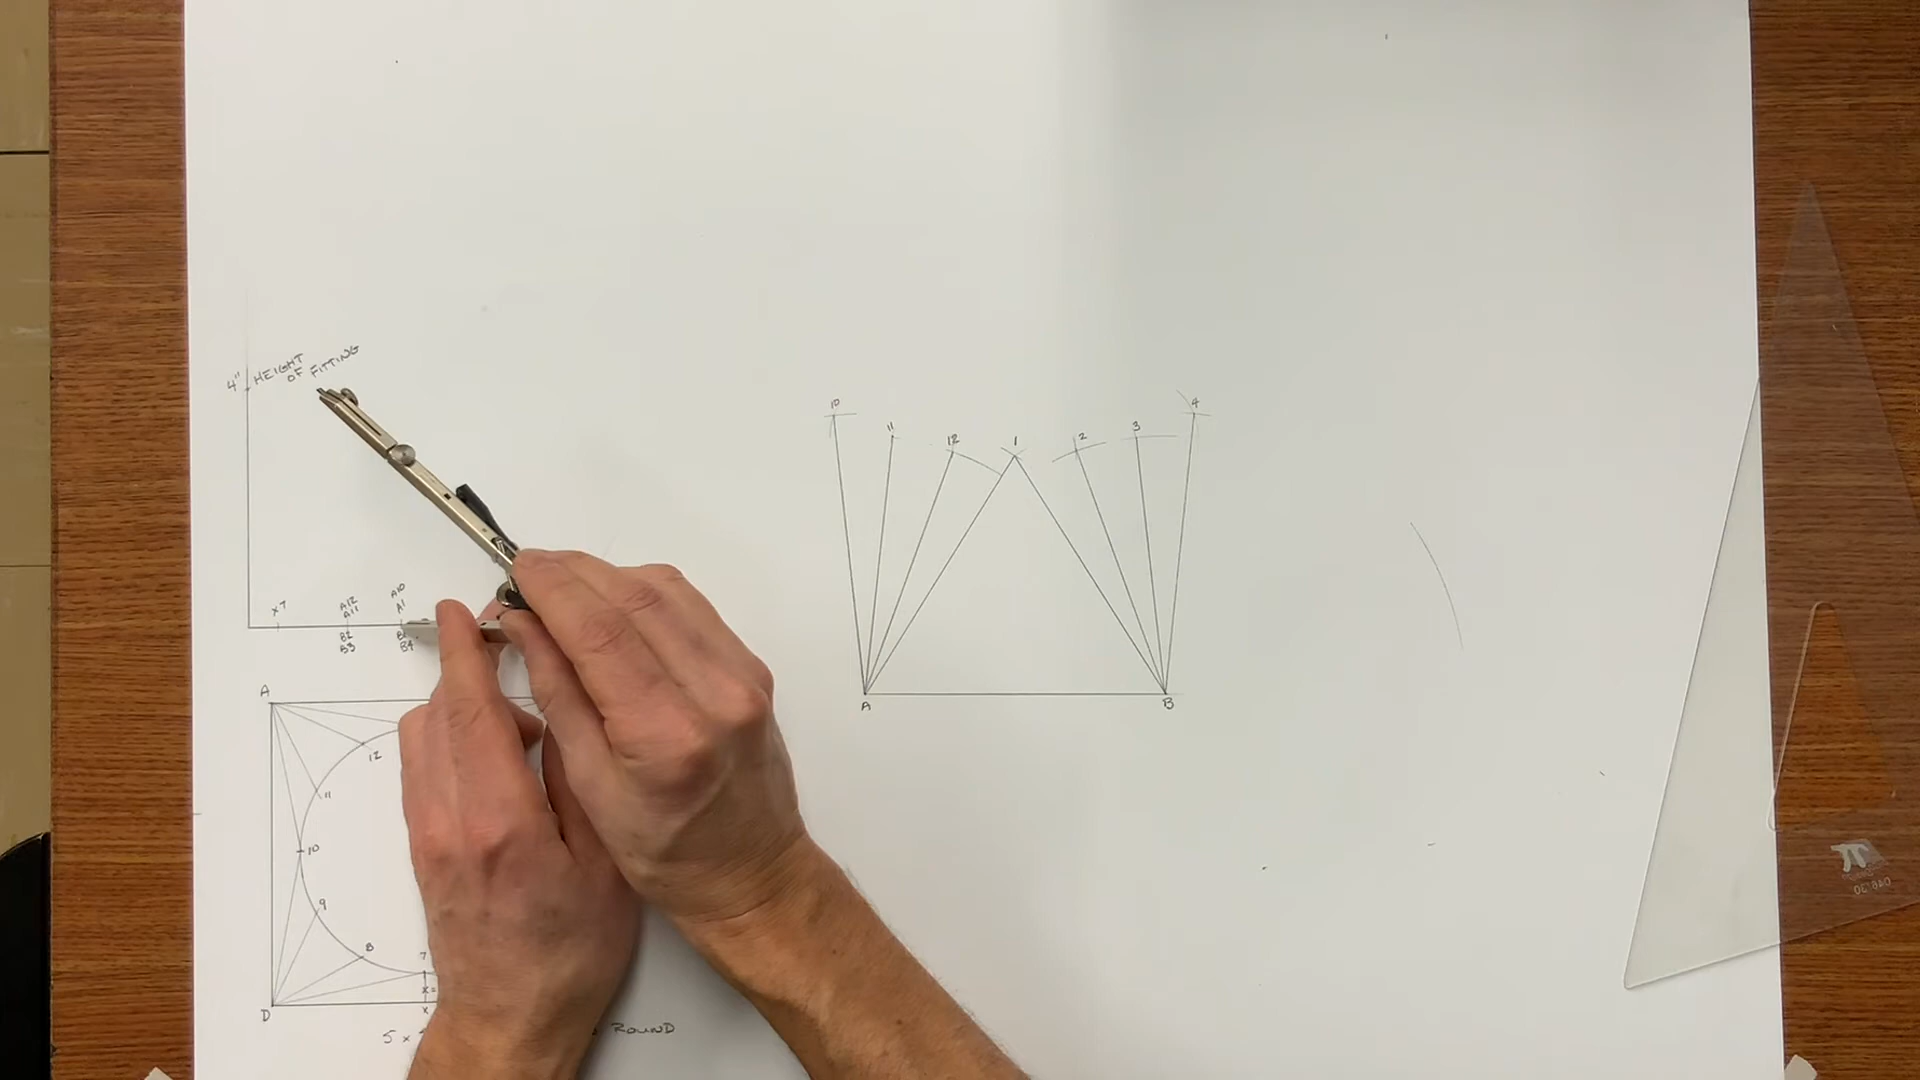 4" HEIGHT
OF FITTING
x7
A12
A11
A10
A1
B2
B3
B4
A
12
11
10
9
8
7
x=
x
D
5 x
ROUND
10
11
12
1
2
3
4
A
B